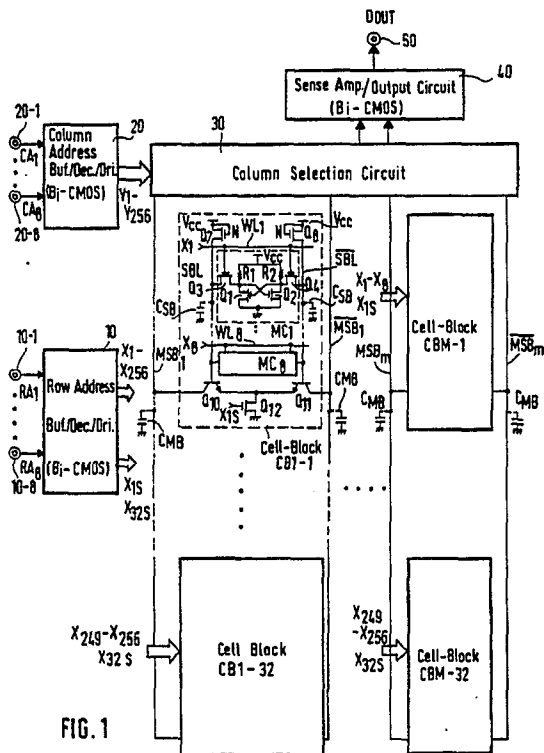 DOUT
50
Sense Amp./Output Circuit
(Bi-CMOS)
40
20-1
20
CA1
Column
Address
Buf./Dec./Dri.
(Bi-CMOS)
CA8
20-8
Y1-
Y256
30
Column Selection Circuit
Vcc
Q7
N
WL1
N
Q8
Vcc
X1
SBL
Vcc
R1
R2
SBL
Q3
Q1
Q2
Q4
CSB
CSB
MC1
X8
WL8
MC8
MSB1
MSB1
Q10
Q11
X1S
Q12
CMB
CMB
Cell-Block
CB1-1
X1-X8
X1S
Cell-Block
CBM-1
MSBm
MSBm
CMB
CMB
10-1
10
RA1
Row Address
Buf./Dec./Dri.
(Bi-CMOS)
RA8
10-8
X1-
X256
X1S
X32S
X249-X256
X32S
Cell Block
CB1-32
X249
-X256
X32S
Cell-Block
CBM-32
FIG.1